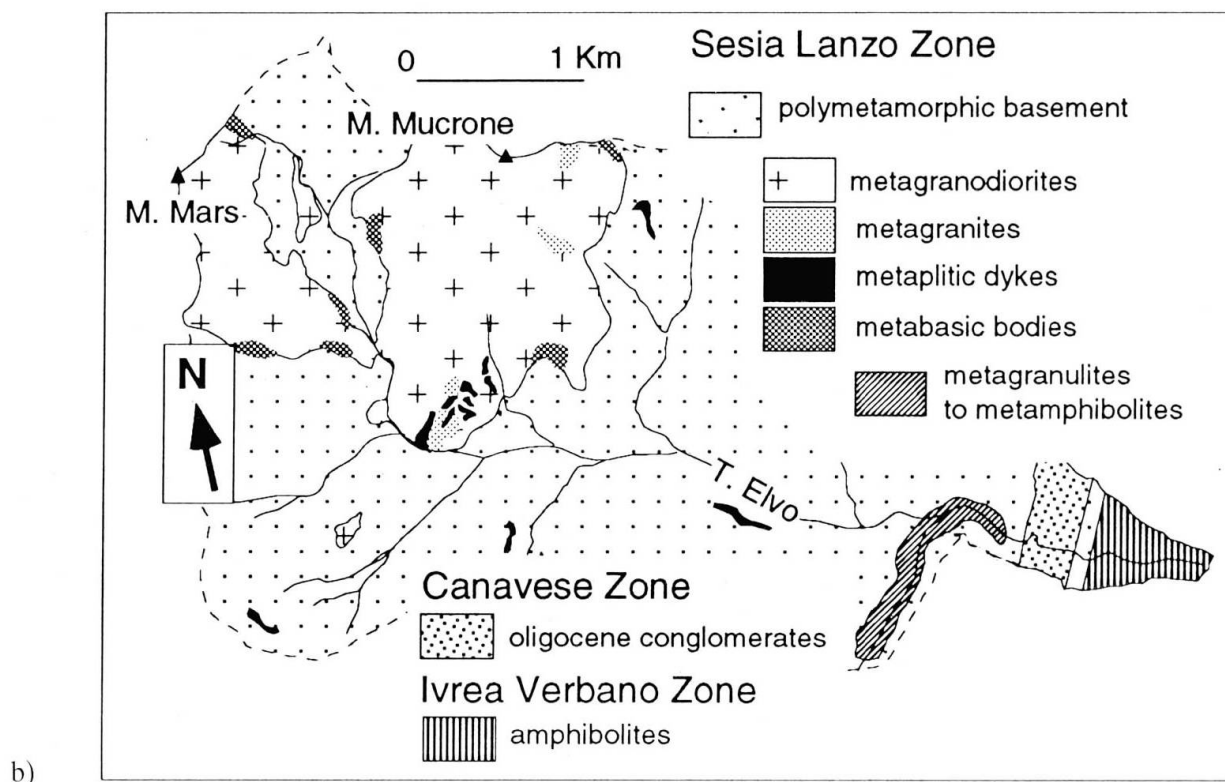 Sesia Lanzo Zone
0 1 Km
polymetamorphic basement
M. Mucrone
M. Mars
metagranodiorites
metagranites
metaplitic dykes
metabasic bodies
metagranulites
to metamphibolites
N
T. Elvo
Canavese Zone
oligocene conglomerates
Ivrea Verbano Zone
amphibolites
b)